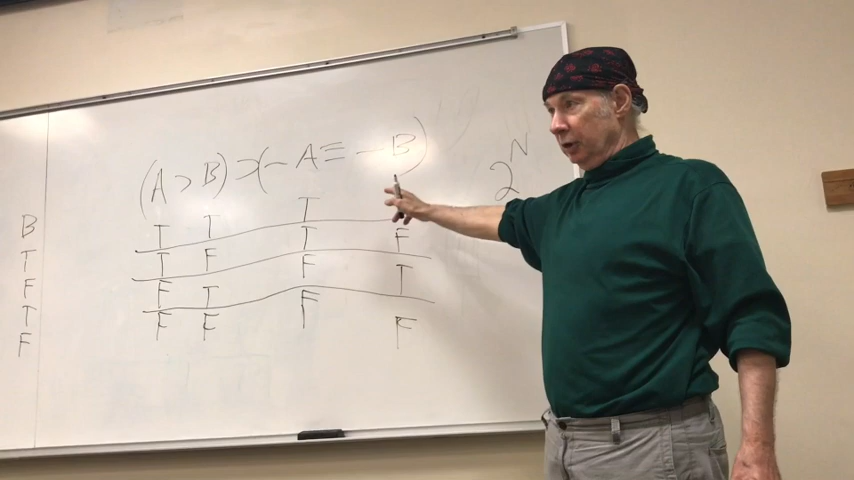 (A > B) > (- A ≡ - B)
2^N
B
T
F
T
F
T T T
T F T F
F T F T
F F F F